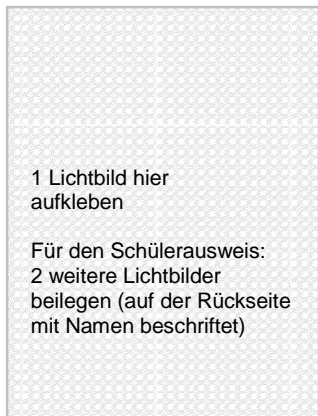 1 Lichtbild hier
aufkleben
Für den Schülerausweis:
2 weitere Lichtbilder
beilegen (auf der Rückseite
mit Namen beschriftet)